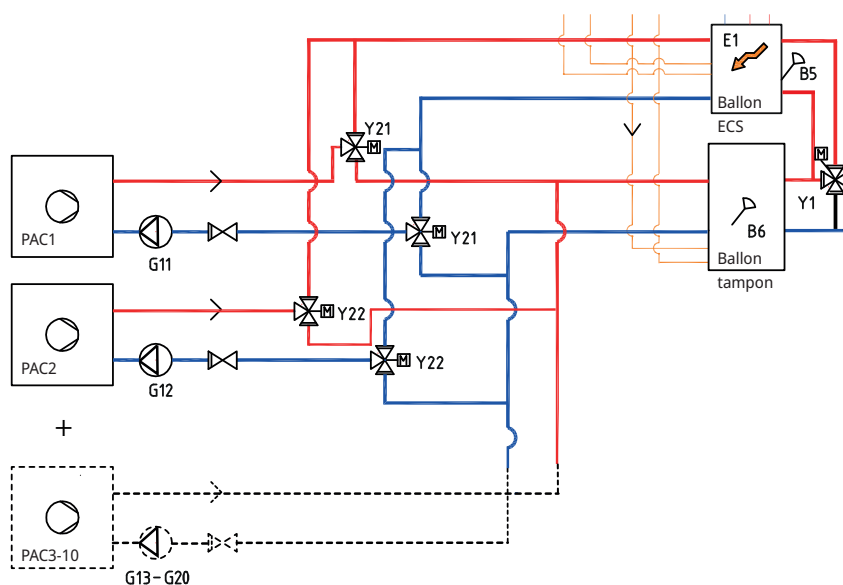 E1
B5
Ballon
ECS
Y21
M
M
PAC1
G11
M
Y21
Y1
B6
Ballon
tampon
M
Y22
PAC2
G12
M
Y22
+
PAC3-10
G13-G20